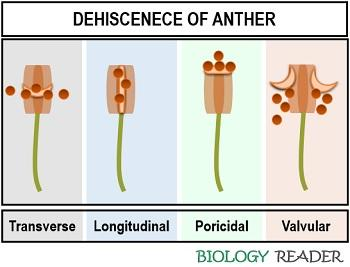 DEHISCENECE OF ANTHER
Transverse Longitudinal Poricidal Valvular
BIOLOGY READER